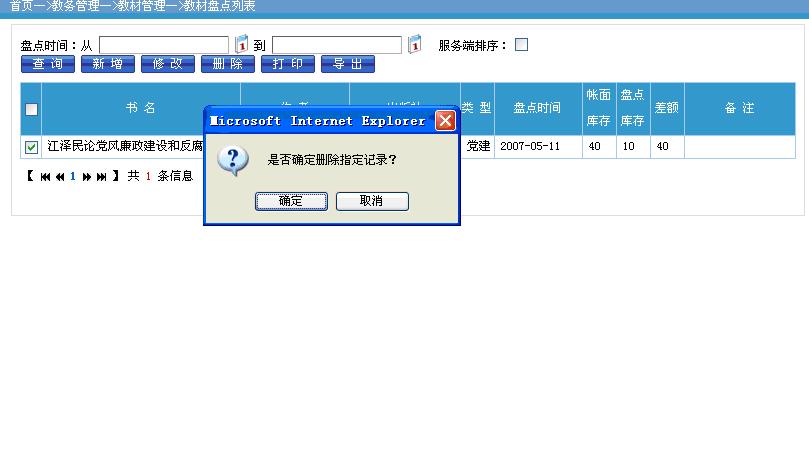 首页—>教务管理—>教材管理—>教材盘点列表
盘点时间：从 到 服务端排序：
查 询 新 增 修 改 删 除 打 印 导 出
书 名 类 型 盘点时间 帐面库存 盘点库存 差额 备 注
江泽民论党风廉政建设和反腐 党建 2007-05-11 40 10 40
【 1 】 共 1 条信息
Microsoft Internet Explorer
是否确定删除指定记录?
确定 取消